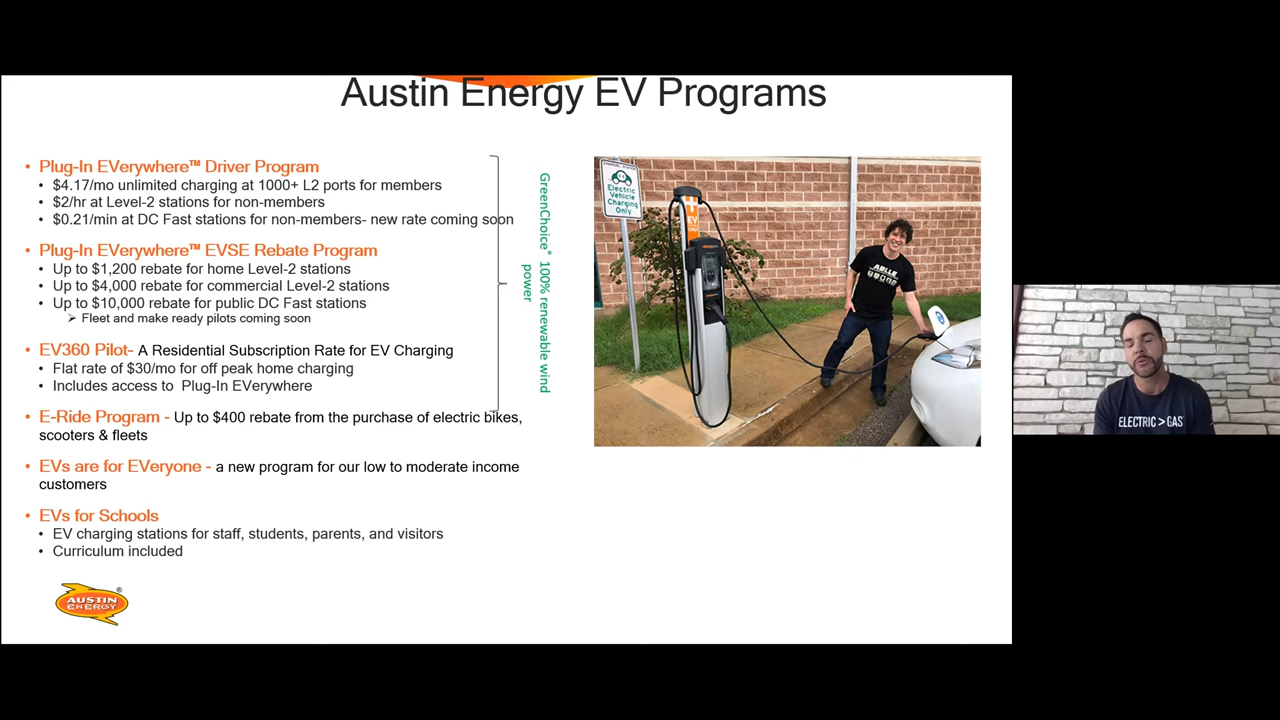 Austin Energy EV Programs
• Plug-In EVerywhere™ Driver Program
• $4.17/mo unlimited charging at 1000+ L2 ports for members
• $2/hr at Level-2 stations for non-members
• $0.21/min at DC Fast stations for non-members- new rate coming soon
• Plug-In EVerywhere™ EVSE Rebate Program
• Up to $1,200 rebate for home Level-2 stations
• Up to $4,000 rebate for commercial Level-2 stations
• Up to $10,000 rebate for public DC Fast stations
➢ Fleet and make ready pilots coming soon
• EV360 Pilot- A Residential Subscription Rate for EV Charging
• Flat rate of $30/mo for off peak home charging
• Includes access to Plug-In EVerywhere
• E-Ride Program - Up to $400 rebate from the purchase of electric bikes,
scooters & fleets
• EVs are for EVeryone - a new program for our low to moderate income
customers
• EVs for Schools
• EV charging stations for staff, students, parents, and visitors
• Curriculum included
GreenChoice® 100% renewable wind
power
AUSTIN
ENERGY®
Electric
Vehicle
Charging
Only
EV
ELECTRIC>GAS